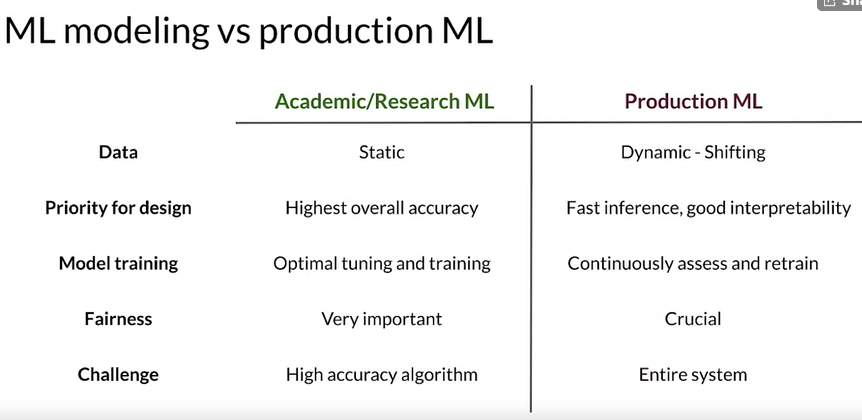 ML modeling vs production ML
Academic/Research ML Production ML
Data Static Dynamic - Shifting
Priority for design Highest overall accuracy Fast inference, good interpretability
Model training Optimal tuning and training Continuously assess and retrain
Fairness Very important Crucial
Challenge High accuracy algorithm Entire system